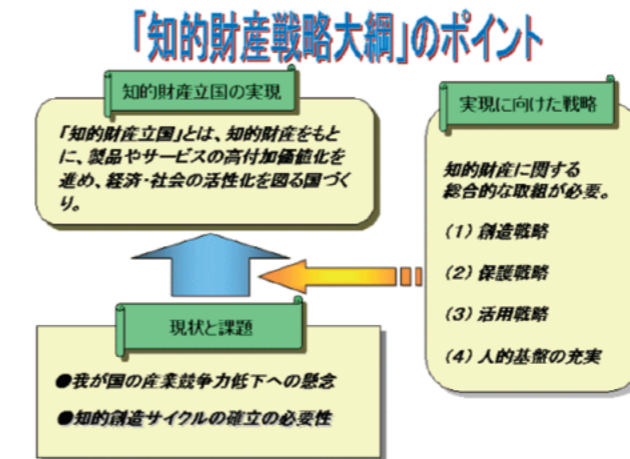 「知的財産戦略大綱」のポイント
知的財産立国の実現
「知的財産立国」とは、知的財産をもと
に、製品やサービスの高付加価値化を
進め、経済・社会の活性化を図る国づく
り。
実現に向けた戦略
知的財産に関する
総合的な取組が必要。
(1) 創造戦略
(2) 保護戦略
(3) 活用戦略
(4) 人的基盤の充実
現状と課題
●我が国の産業競争力低下への懸念
●知的創造サイクルの確立の必要性